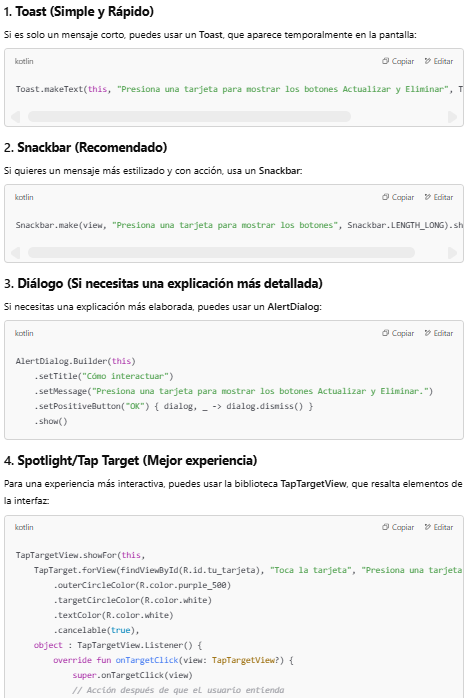 1. Toast (Simple y Rápido)
Si es solo un mensaje corto, puedes usar un Toast, que aparece temporalmente en la pantalla:
kotlin Copiar Editar
Toast.makeText(this, "Presiona una tarjeta para mostrar los botones Actualizar y Eliminar", T
2. Snackbar (Recomendado)
Si quieres un mensaje más estilizado y con acción, usa un Snackbar:
kotlin Copiar Editar
Snackbar.make(view, "Presiona una tarjeta para mostrar los botones", Snackbar.LENGTH_LONG).sh
3. Diálogo (Si necesitas una explicación más detallada)
Si necesitas una explicación más elaborada, puedes usar un AlertDialog:
kotlin Copiar Editar
AlertDialog.Builder(this)
.setTitle("Cómo interactuar")
.setMessage("Presiona una tarjeta para mostrar los botones Actualizar y Eliminar.")
.setPositiveButton("OK") { dialog, _ -> dialog.dismiss() }
.show()
4. Spotlight/Tap Target (Mejor experiencia)
Para una experiencia más interactiva, puedes usar la biblioteca TapTargetView, que resalta elementos de
la interfaz:
kotlin Copiar Editar
TapTargetView.showFor(this,
TapTarget.forView(findViewById(R.id.tu_tarjeta), "Toca la tarjeta", "Presiona una tarjeta
.outerCircleColor(R.color.purple_500)
.targetCircleColor(R.color.white)
.textColor(R.color.white)
.cancelable(true),
object : TapTargetView.Listener() {
override fun onTargetClick(view: TapTargetView?) {
super.onTargetClick(view)
// Acción después de que el usuario entienda